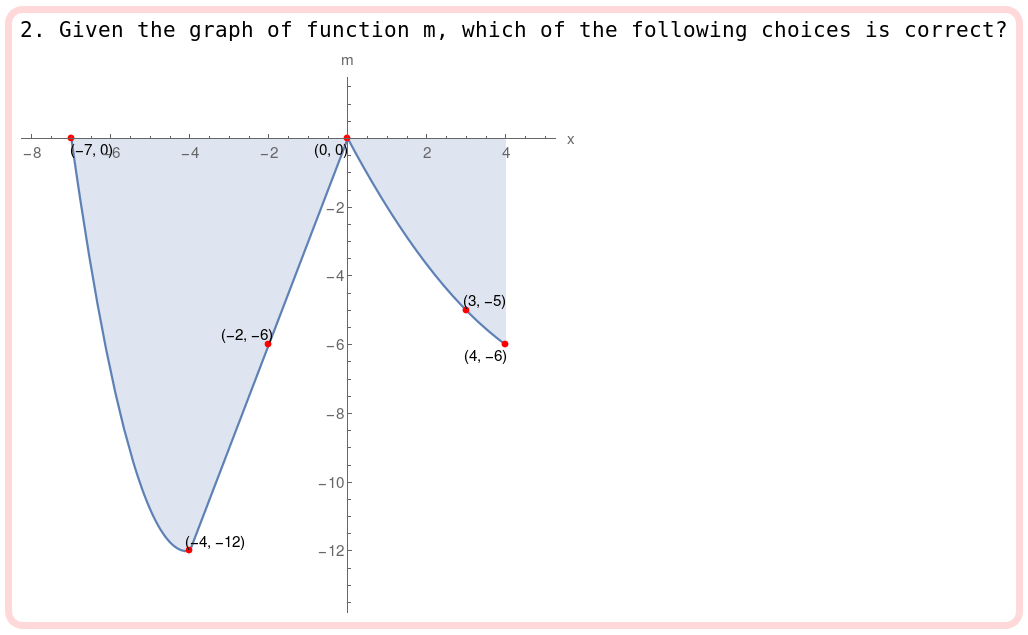 2. Given the graph of function m, which of the following choices is correct?
m
x
−8 (−7, 0) −6 −4 −2 (0, 0) 2 4
−2
−4
(3, −5)
(−2, −6)
−6
(4, −6)
−8
−10
(−4, −12)
−12